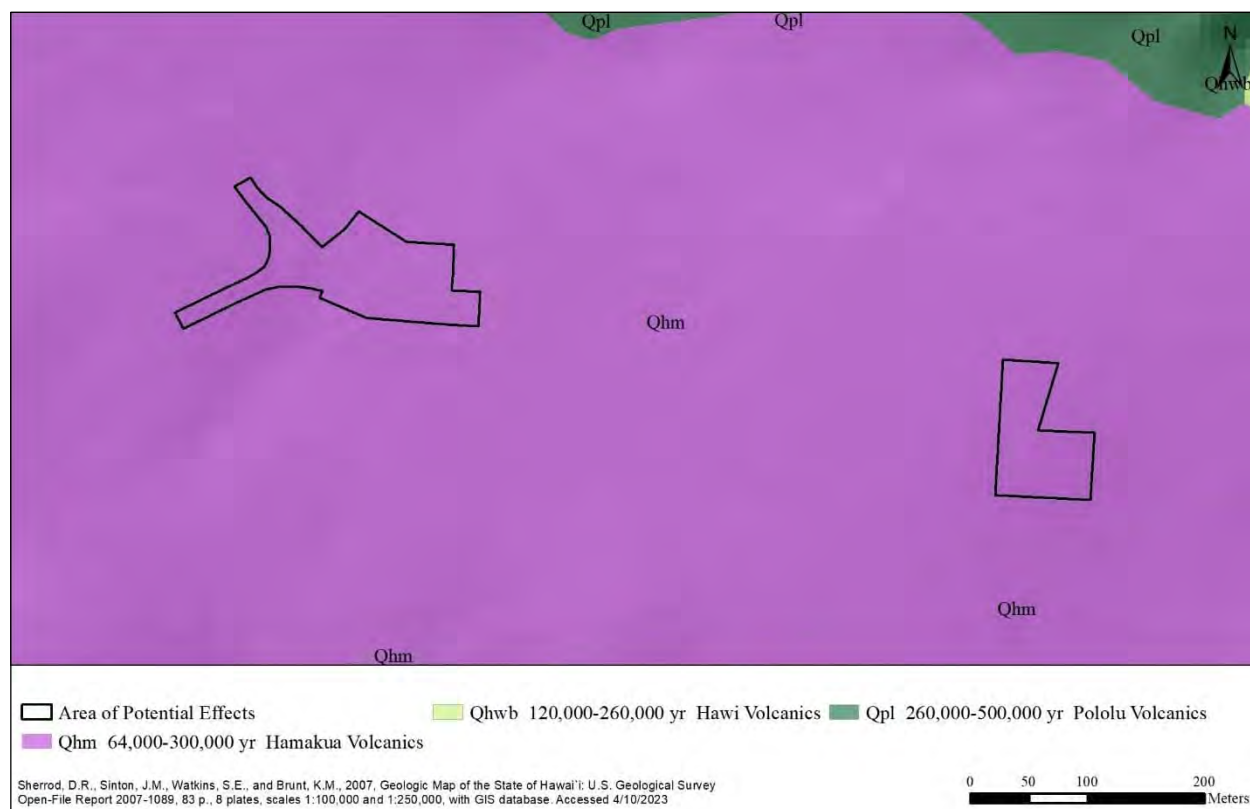 Qpl
Qpl
Qpl
N
Qhwb
Qhm
Qhm
Qhm
Area of Potential Effects
Qhwb 120,000-260,000 yr Hawi Volcanics
Qpl 260,000-500,000 yr Pololu Volcanics
Qhm 64,000-300,000 yr Hamakua Volcanics
Sherrod, D.R., Sinton, J.M., Watkins, S.E., and Brunt, K.M., 2007, Geologic Map of the State of Hawai`i: U.S. Geological Survey
Open-File Report 2007-1089, 83 p., 8 plates, scales 1:100,000 and 1:250,000, with GIS database. Accessed 4/10/2023
0 50 100 200
Meters